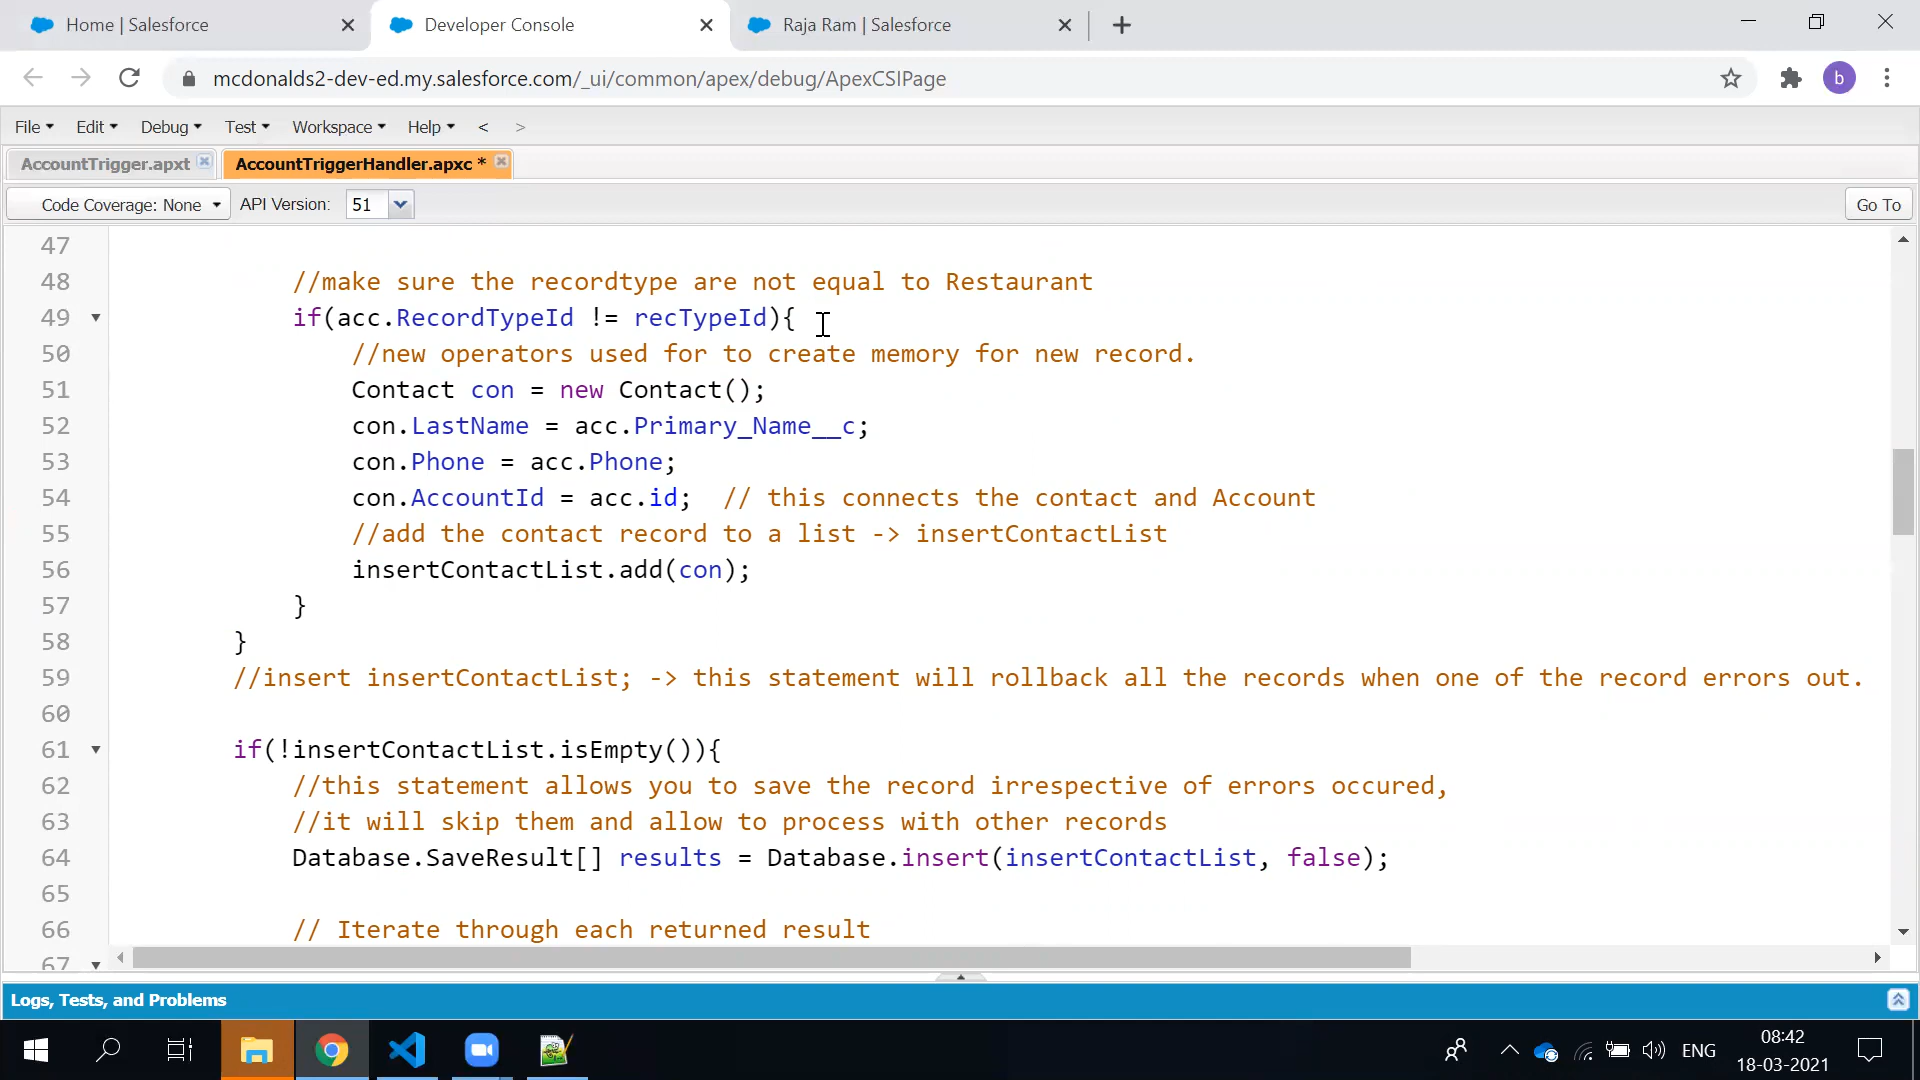 Home | Salesforce
Developer Console
Raja Ram | Salesforce
mcdonalds2-dev-ed.my.salesforce.com/_ui/common/apex/debug/ApexCSIPage
b
File Edit Debug Test Workspace Help < >
AccountTrigger.apxt
AccountTriggerHandler.apxc *
Code Coverage: None API Version: 51 Go To
47
48 //make sure the recordtype are not equal to Restaurant
49 if(acc.RecordTypeId != recTypeId){
50 //new operators used for to create memory for new record.
51 Contact con = new Contact();
52 con.LastName = acc.Primary_Name__c;
53 con.Phone = acc.Phone;
54 con.AccountId = acc.id; // this connects the contact and Account
55 //add the contact record to a list -> insertContactList
56 insertContactList.add(con);
57 }
58 }
59 //insert insertContactList; -> this statement will rollback all the records when one of the record errors out.
60
61 if(!insertContactList.isEmpty()){
62 //this statement allows you to save the record irrespective of errors occured,
63 //it will skip them and allow to process with other records
64 Database.SaveResult[] results = Database.insert(insertContactList, false);
65
66 // Iterate through each returned result
67
Logs, Tests, and Problems
ENG
08:42
18-03-2021